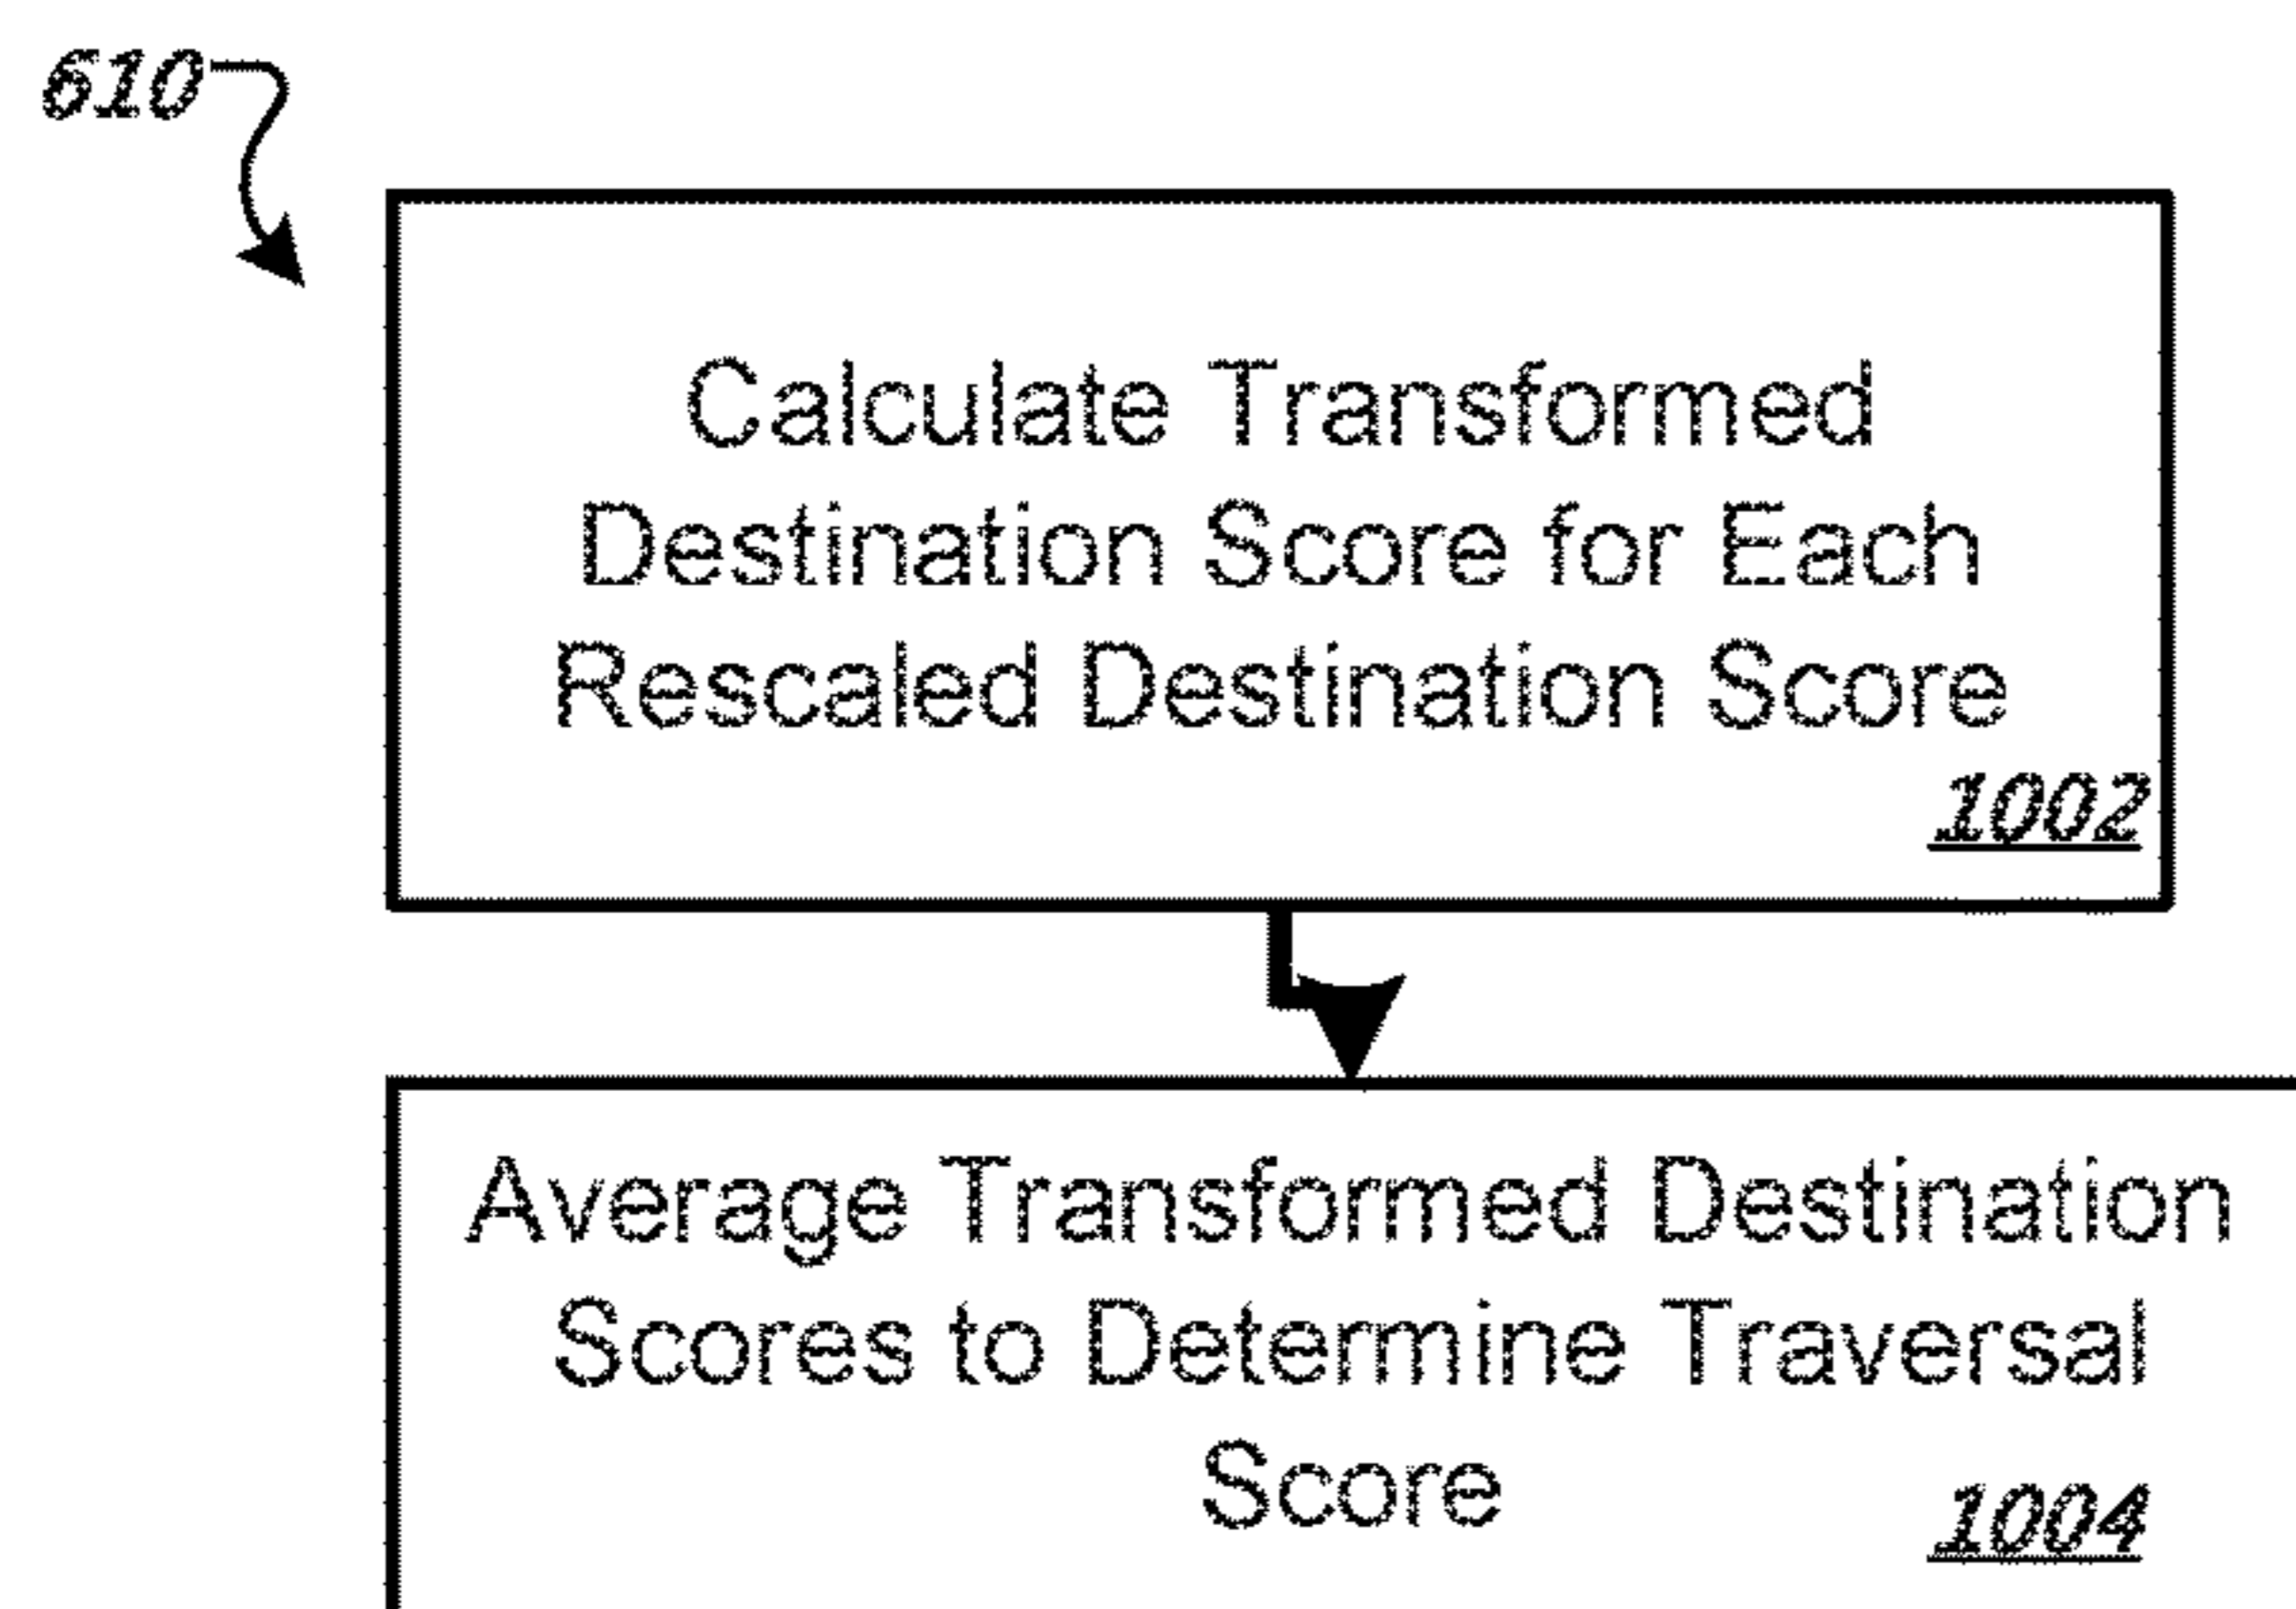 610
Calculate Transformed
Destination Score for Each
Rescaled Destination Score
1002
Average Transformed Destination
Scores to Determine Traversal
Score
1004